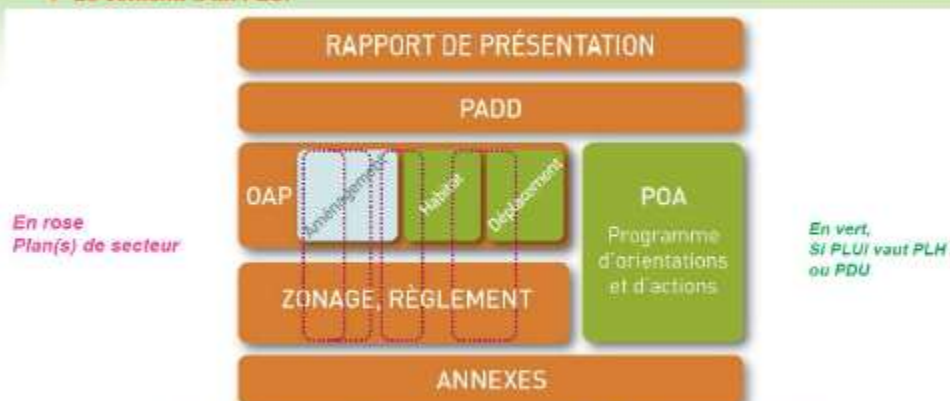 RAPPORT DE PRÉSENTATION
PADD
OAP
Aménagement
Habitat
Déplacement
POA
Programme
d'orientations
et d'actions
En rose
Plan(s) de secteur
En vert,
Si PLUI vaut PLH
ou PDU
ZONAGE, RÈGLEMENT
ANNEXES